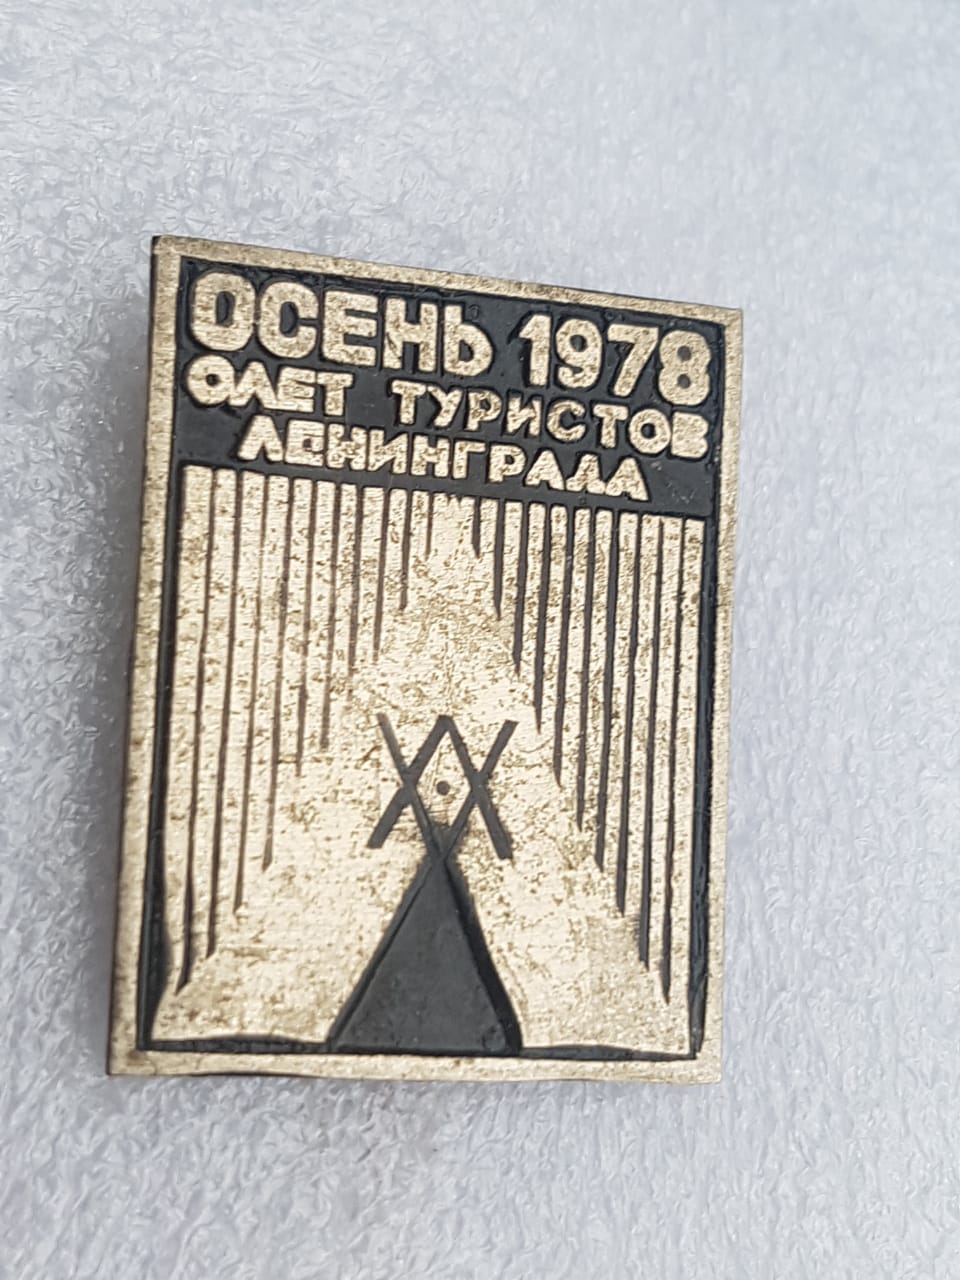 ОСЕНЬ 1978
СЛЕТ ТУРИСТОВ
ЛЕНИНГРАДА